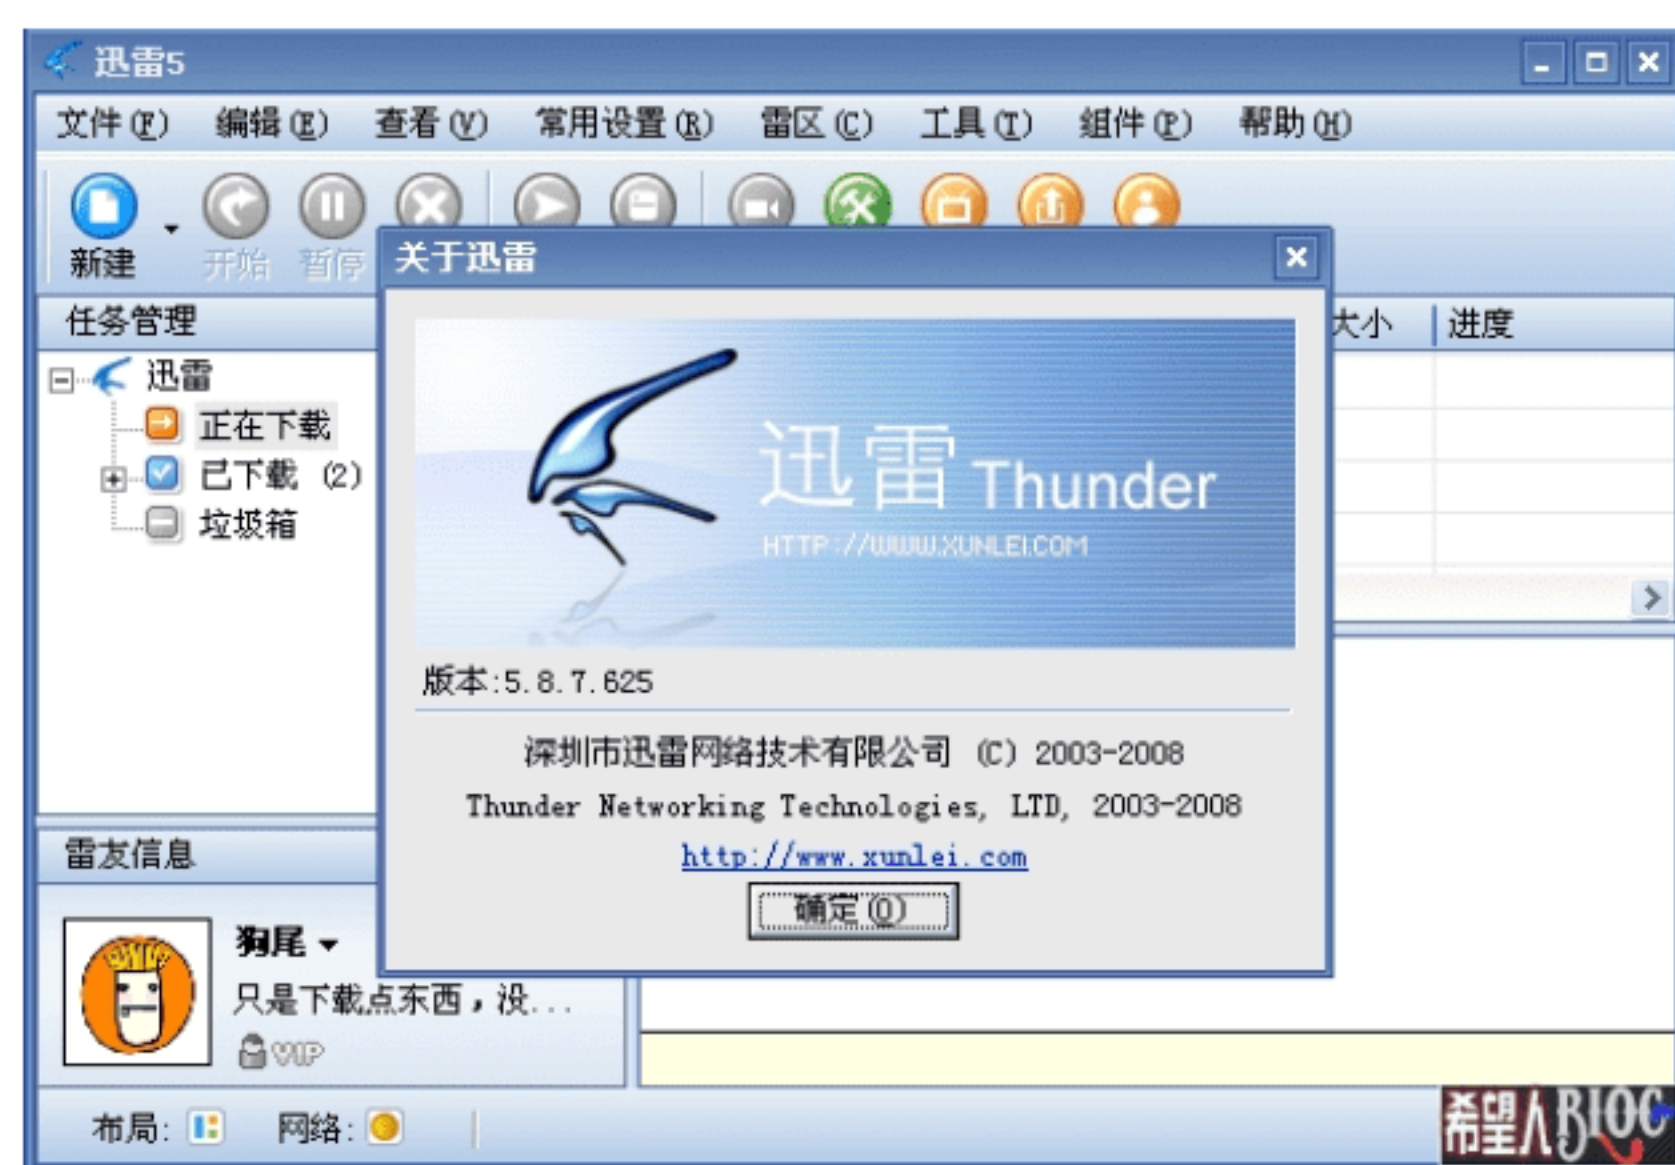 迅雷5
文件(F) 编辑(E) 查看(V) 常用设置(R) 雷区(C) 工具(T) 组件(P) 帮助(H)
新建 开始 暂停
关于迅雷
任务管理
大小 进度
迅雷
正在下载
已下载 (2)
垃圾箱
迅雷 Thunder
HTTP://WWW.XUNLEI.COM
版本:5.8.7.625
深圳市迅雷网络技术有限公司 (C) 2003-2008
Thunder Networking Technologies, LTD, 2003-2008
http://www.xunlei.com
确定(O)
雷友信息
狗尾
只是下载点东西，没...
VIP
布局: 网络:
希望人BLOG